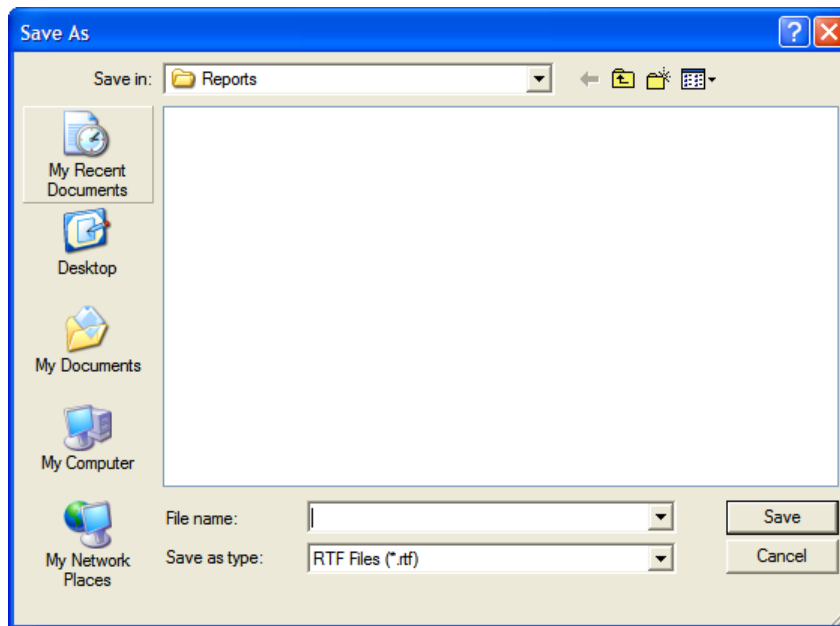 Save As
Save in:
Reports
My Recent
Documents
Desktop
My Documents
My Computer
My Network
Places
File name:
Save
Save as type:
RTF Files (*.rtf)
Cancel